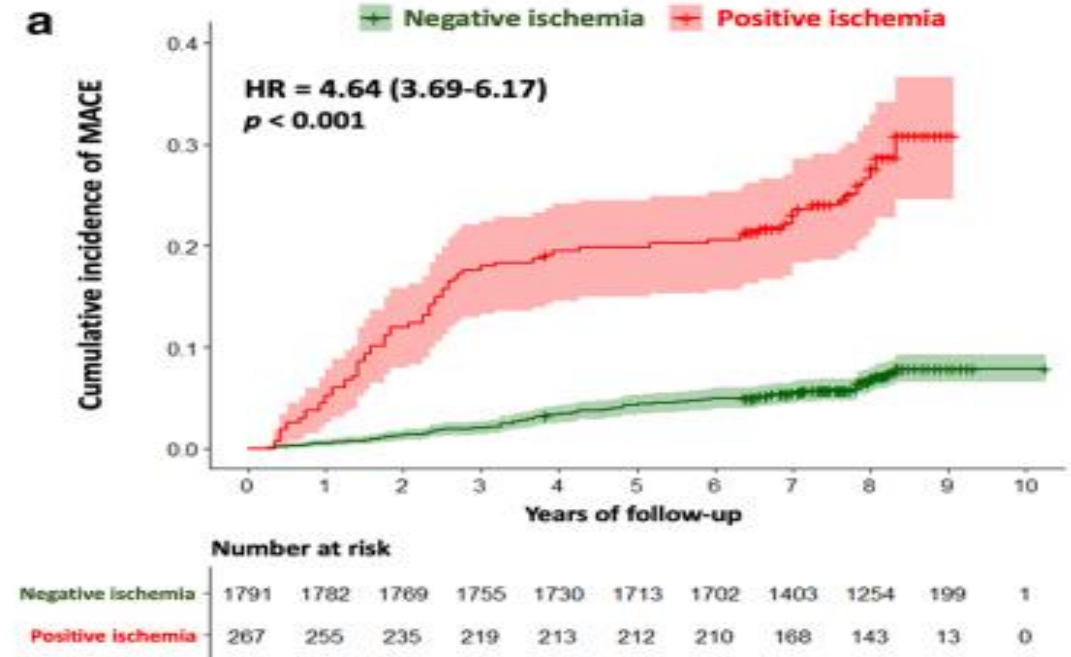 a
Negative ischemia Positive ischemia
0.4
HR = 4.64 (3.69-6.17)
p < 0.001
0.3
0.2
0.1
0.0
Cumulative incidence of MACE
0 1 2 3 4 5 6 7 8 9 10
Years of follow-up
Number at risk
Negative ischemia 1791 1782 1769 1755 1730 1713 1702 1403 1254 199 1
Positive ischemia 267 255 235 219 213 212 210 168 143 13 0